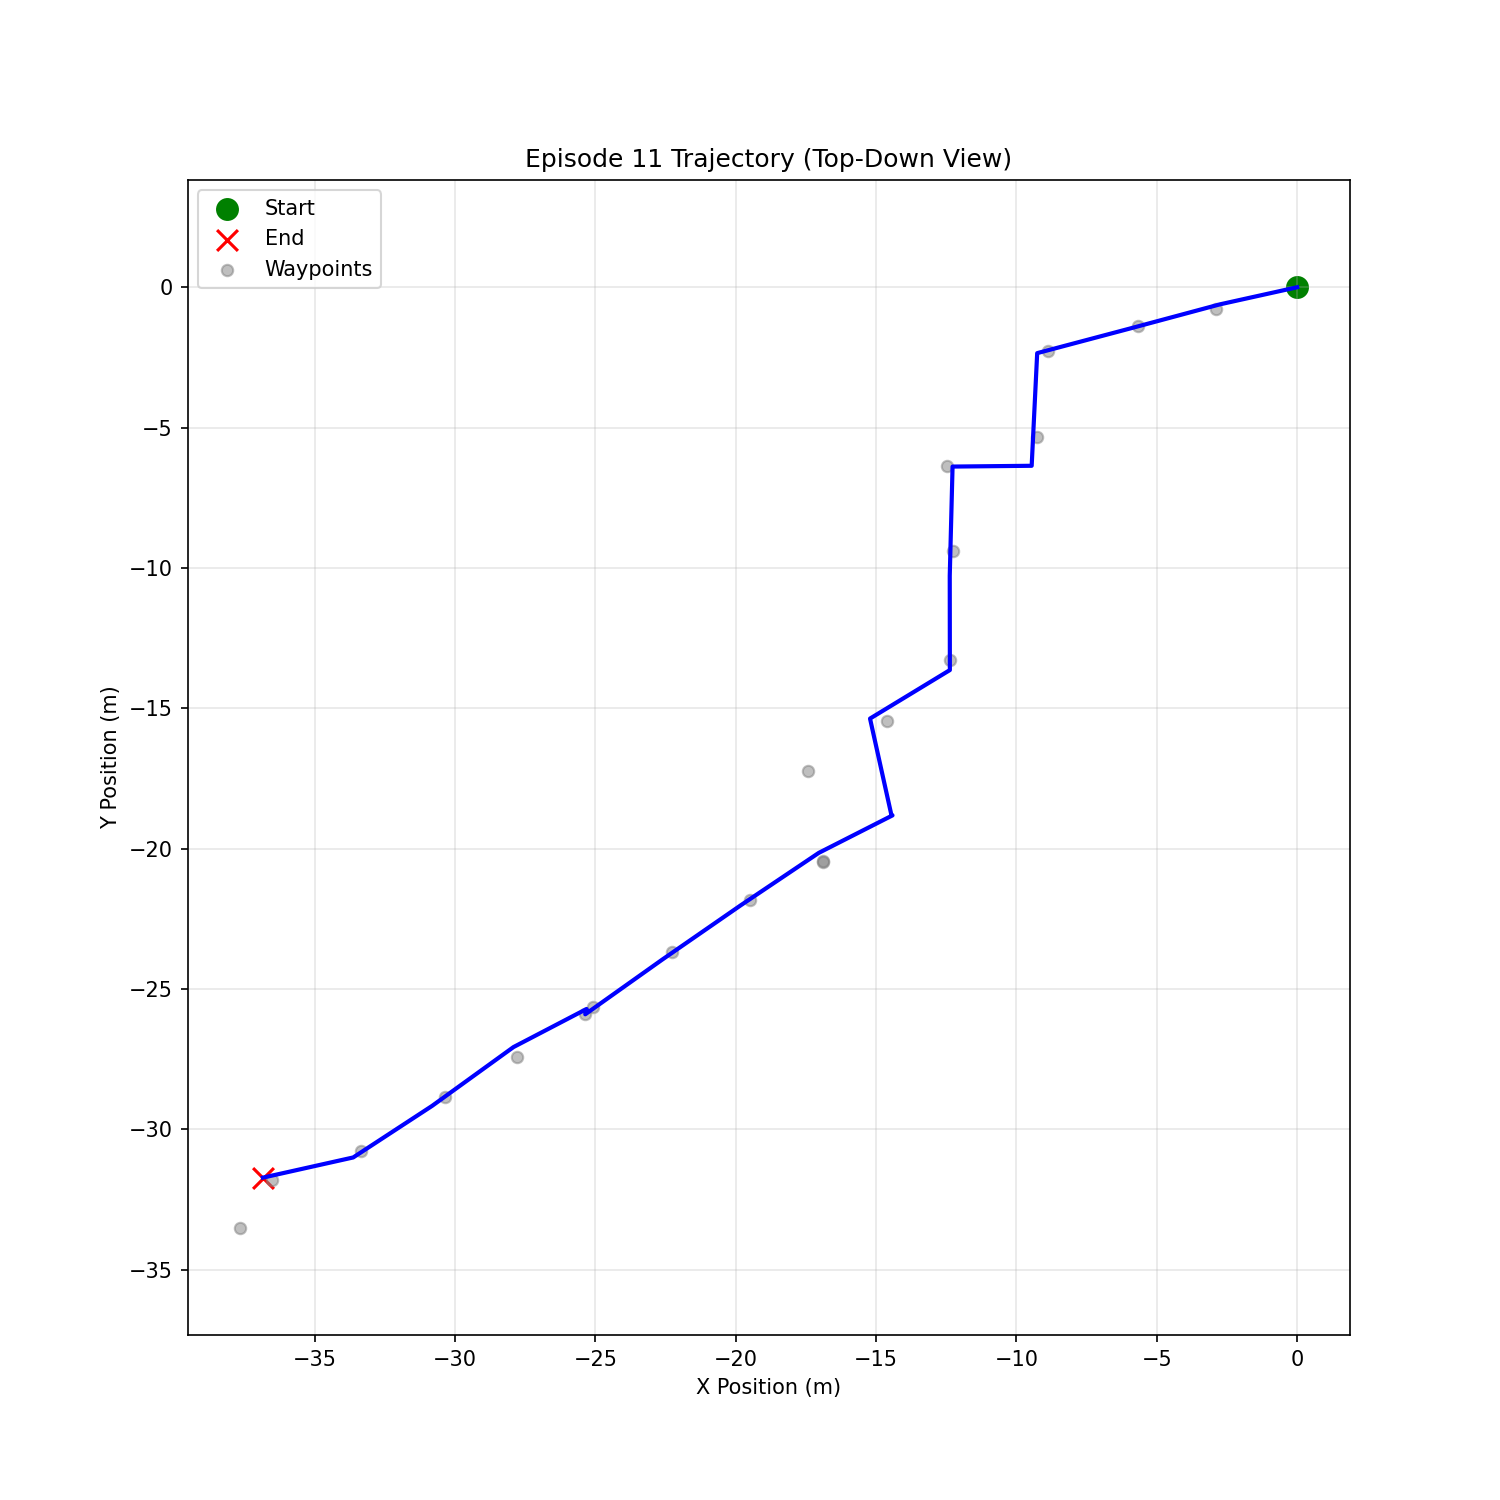 Episode 11 Trajectory (Top-Down View)
Start
End
Waypoints
0
−5
−10
−15
−20
−25
−30
−35
Y Position (m)
−35
−30
−25
−20
−15
−10
−5
0
X Position (m)